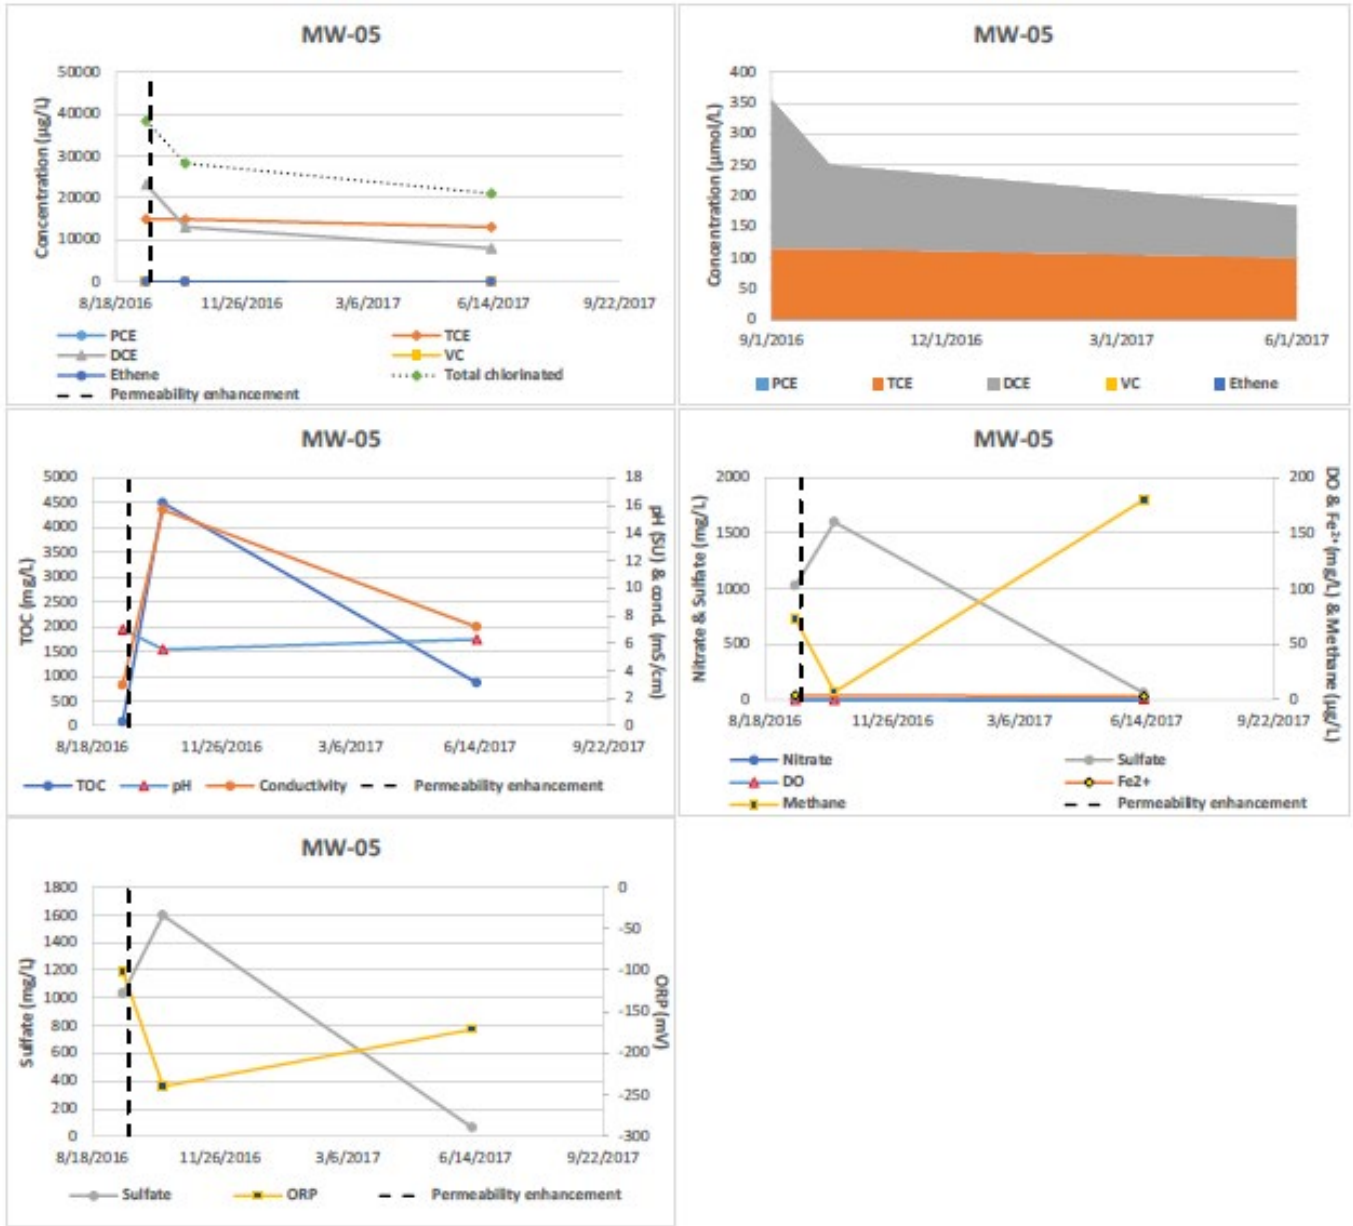 MW-05
50000
40000
30000
20000
10000
0
Concentration (µg/L)
8/18/2016 11/26/2016 3/6/2017 6/14/2017 9/22/2017
PCE TCE
DCE VC
Ethene Total chlorinated
Permeability enhancement
MW-05
400
350
300
250
200
150
100
50
0
Concentration (µmol/L)
9/1/2016 12/1/2016 3/1/2017 6/1/2017
PCE TCE DCE VC Ethene
MW-05
5000
4500
4000
3500
3000
2500
2000
1500
1000
500
0
TOC (mg/L)
18
16
14
12
10
8
6
4
2
0
pH (SU) & cond. (mS/cm)
8/18/2016 11/26/2016 3/6/2017 6/14/2017 9/22/2017
TOC pH Conductivity Permeability enhancement
MW-05
2000
1500
1000
500
0
Nitrate & Sulfate (mg/L)
200
150
100
50
0
DO & Fe²⁺(mg/L) & Methane (µg/L)
8/18/2016 11/26/2016 3/6/2017 6/14/2017 9/22/2017
Nitrate Sulfate
DO Fe2+
Methane Permeability enhancement
MW-05
1800
1600
1400
1200
1000
800
600
400
200
0
Sulfate (mg/L)
0
-50
-100
-150
-200
-250
-300
ORP (mV)
8/18/2016 11/26/2016 3/6/2017 6/14/2017 9/22/2017
Sulfate ORP Permeability enhancement